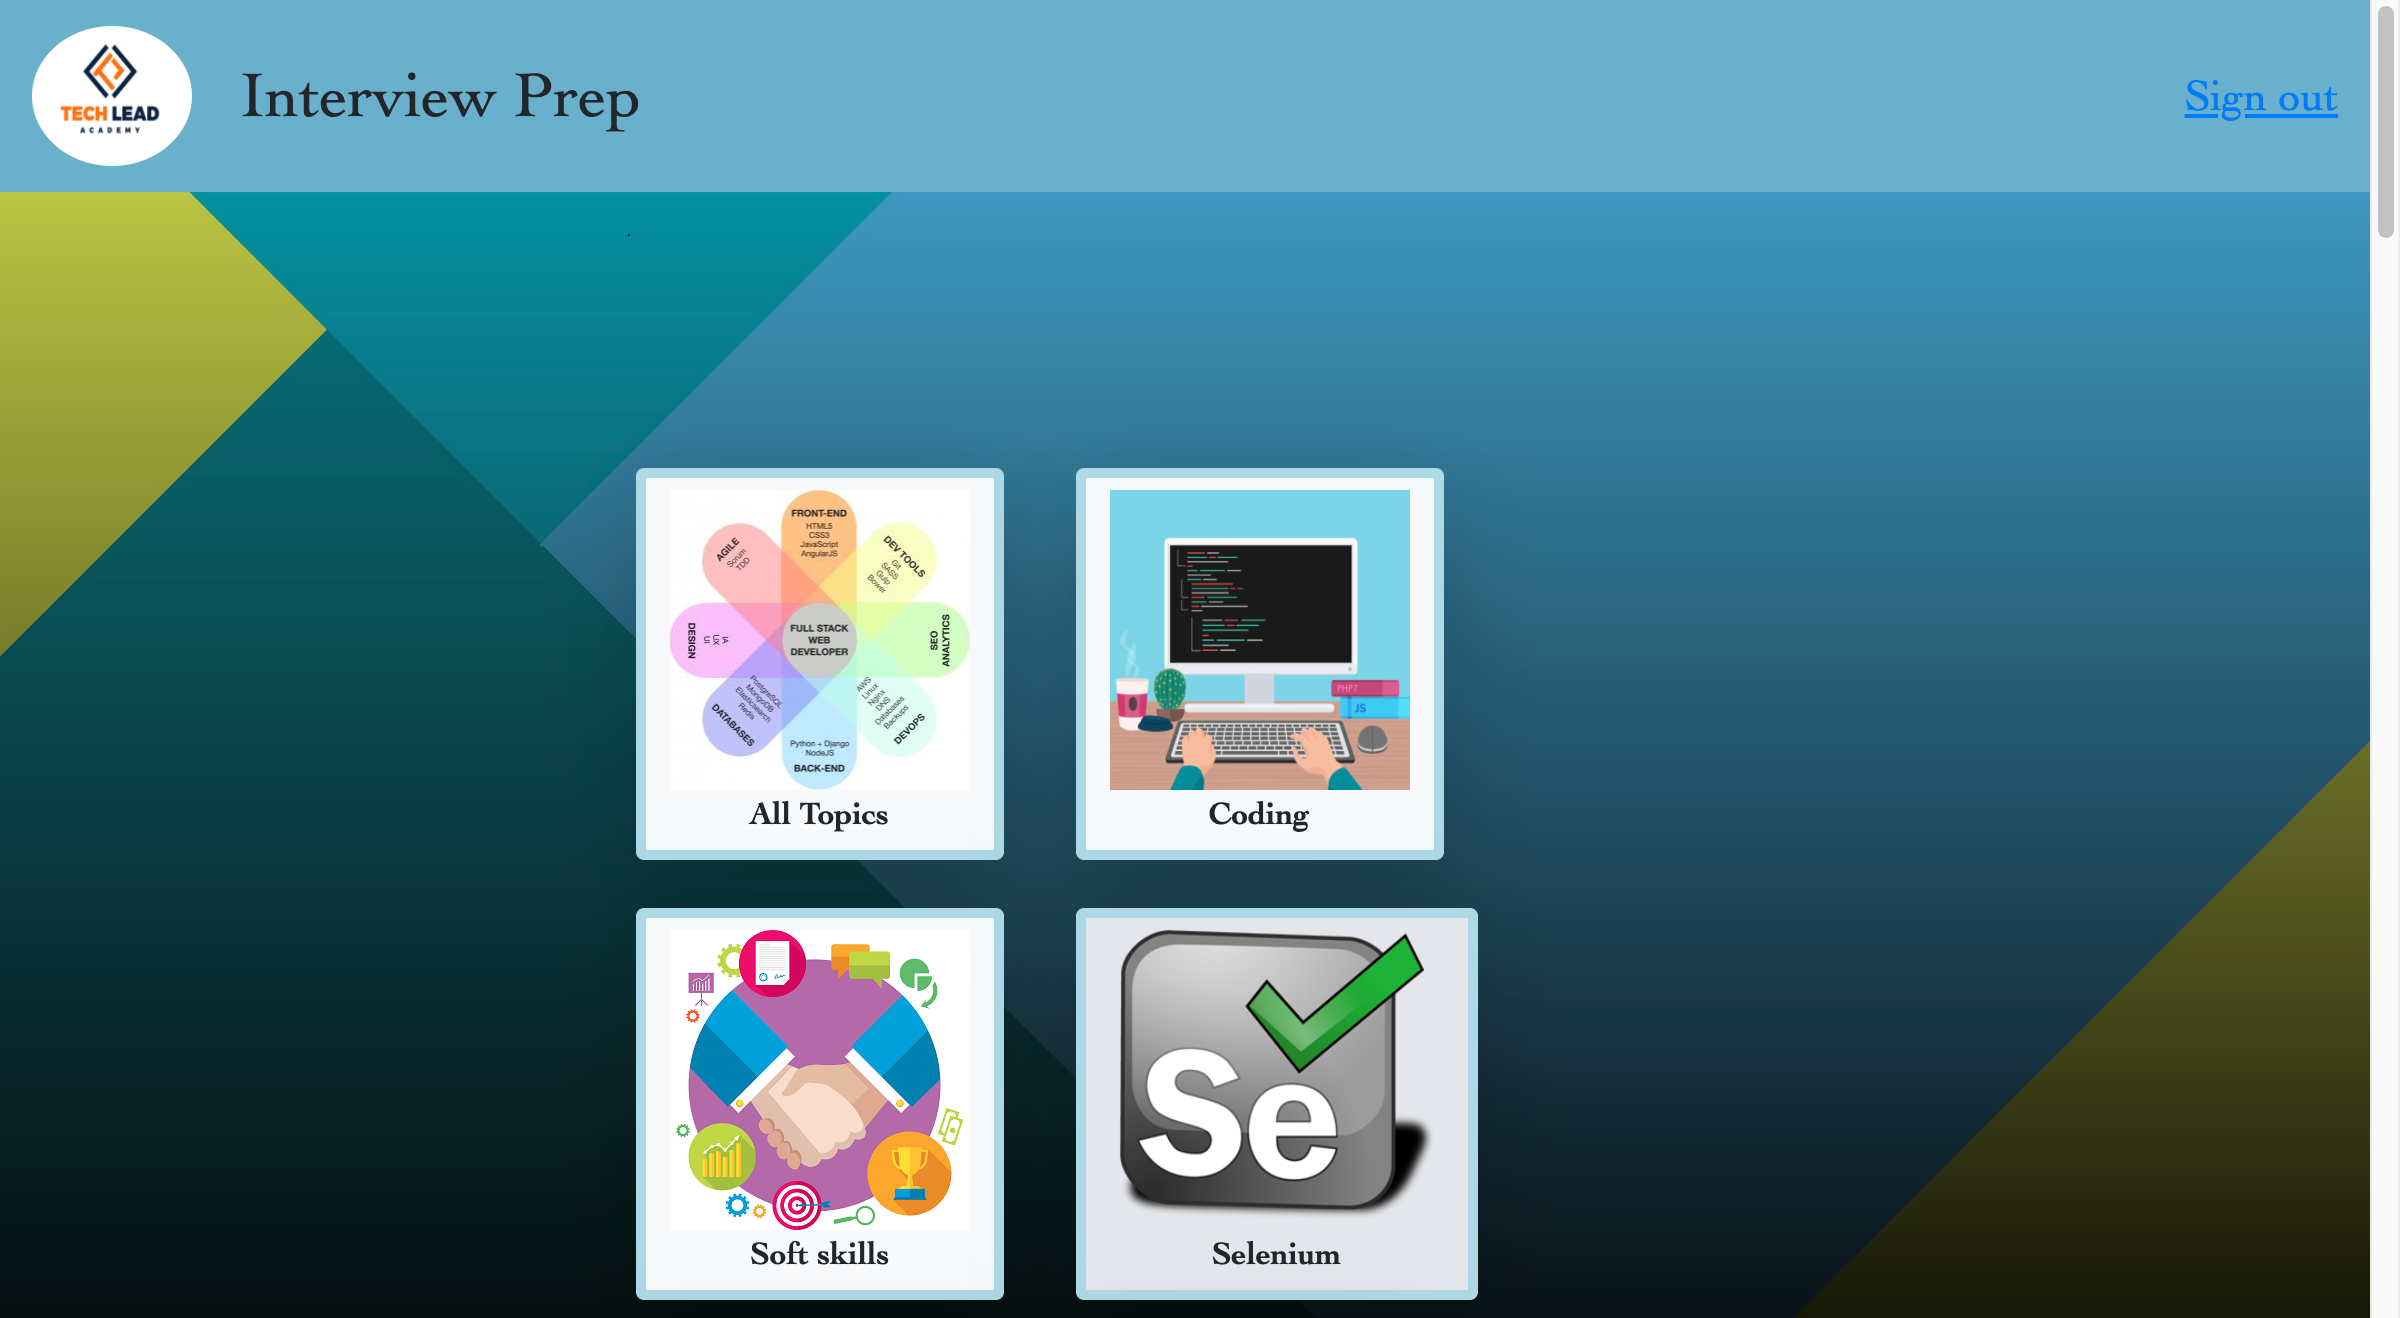 TECH LEAD
ACADEMY
Interview Prep
Sign out
FRONT-END
HTML5
CSS3
JavaScript
AngularJS
AGILE
Scrum
TDD
DEV TOOLS
Git
SASS
Gulp
Bower
DESIGN
IA
UX
UI
FULL STACK
WEB
DEVELOPER
SEO
ANALYTICS
PostgreSQL
MongoDB
Elasticsearch
Redis
DATABASES
AWS
Linux
Nginx
DNS
Databases
Backups
DEVOPS
Python + Django
NodeJS
BACK-END
All Topics
PHP7
JS
Coding
Soft skills
Se
Selenium